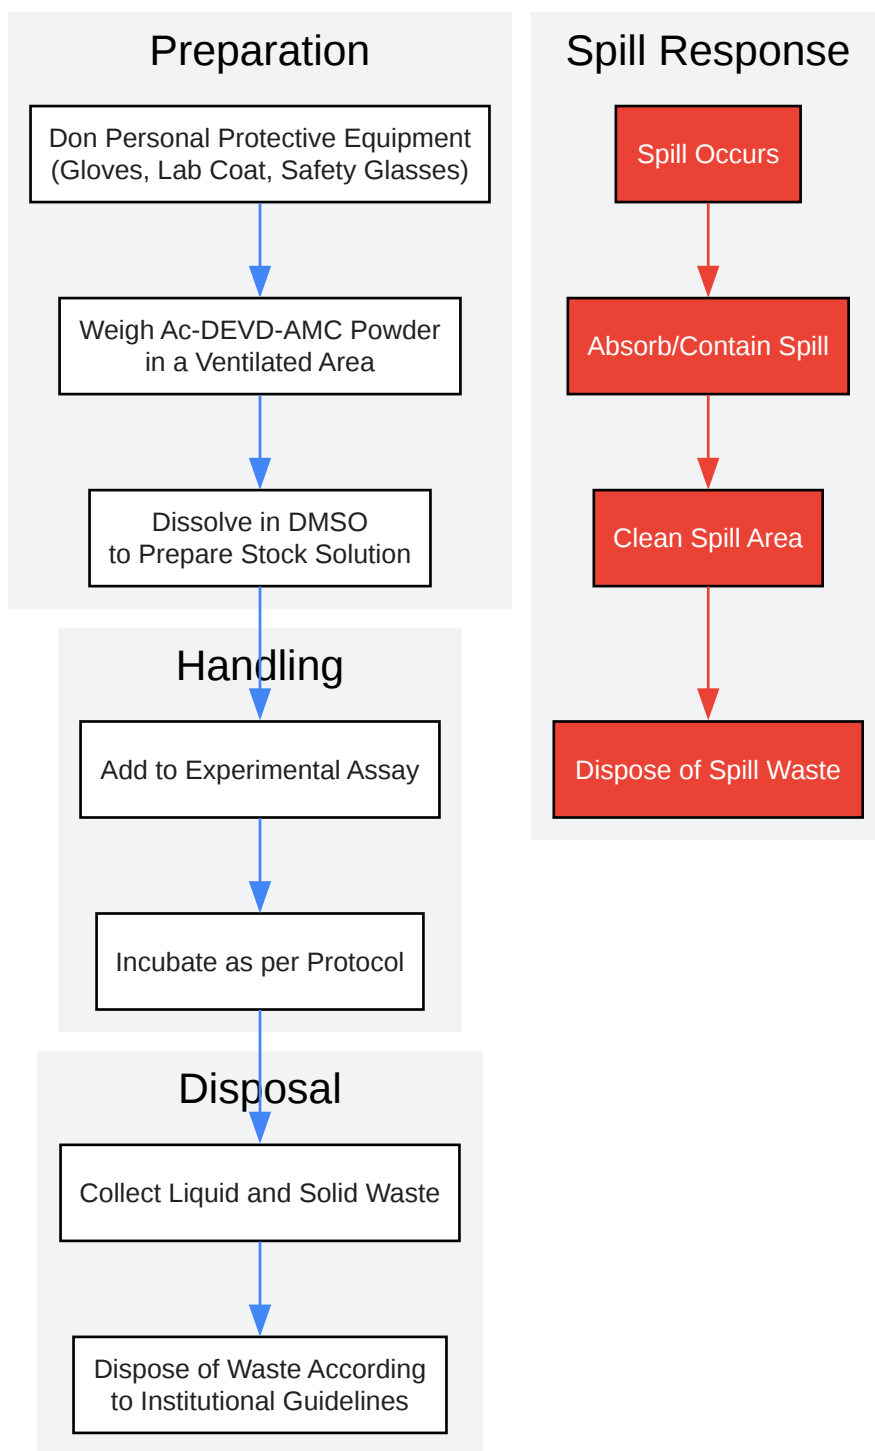 Preparation
Don Personal Protective Equipment
(Gloves, Lab Coat, Safety Glasses)
Weigh Ac-DEVD-AMC Powder
in a Ventilated Area
Dissolve in DMSO
to Prepare Stock Solution
Handling
Add to Experimental Assay
Incubate as per Protocol
Disposal
Collect Liquid and Solid Waste
Dispose of Waste According
to Institutional Guidelines
Spill Response
Spill Occurs
Absorb/Contain Spill
Clean Spill Area
Dispose of Spill Waste